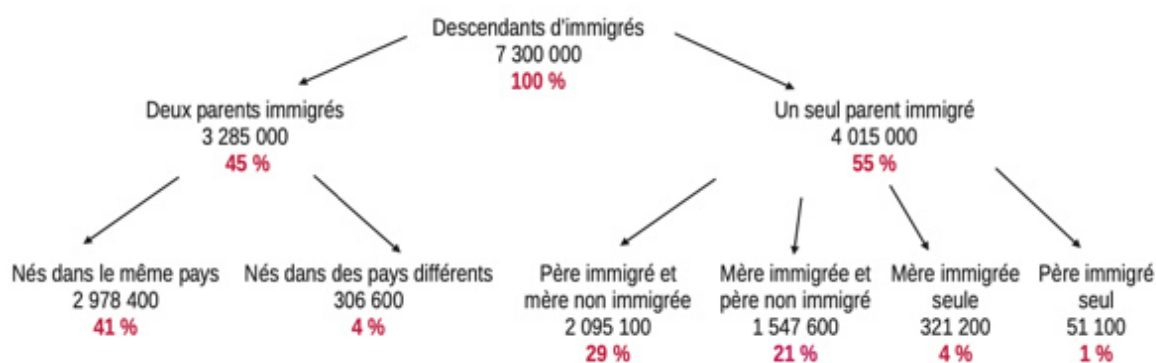 Descendants d'immigrés
7 300 000
100 %
Deux parents immigrés
3 285 000
45 %
Un seul parent immigré
4 015 000
55 %
Nés dans le même pays
2 978 400
41 %
Nés dans des pays différents
306 600
4 %
Père immigré et
mère non immigrée
2 095 100
29 %
Mère immigrée et
père non immigré
1 547 600
21 %
Mère immigrée
seule
321 200
4 %
Père immigré
seul
51 100
1 %